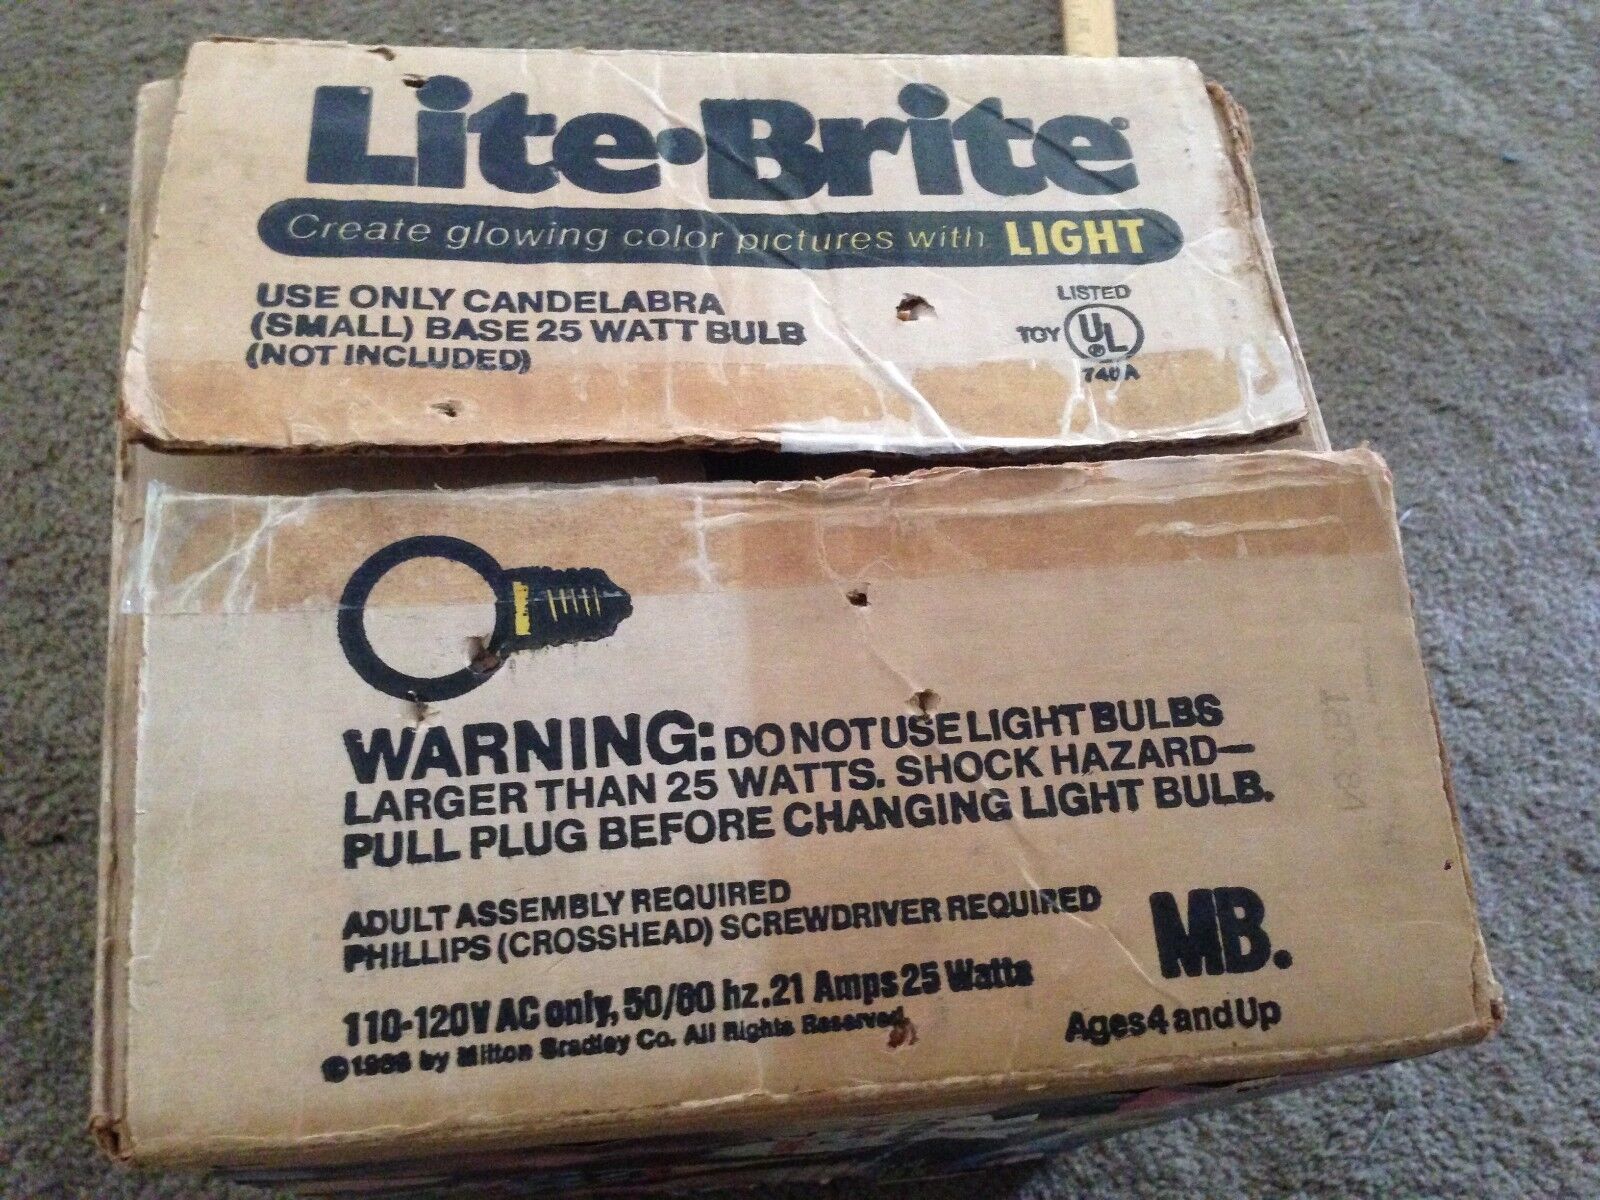 Lite•Brite®
Create glowing color pictures with LIGHT
USE ONLY CANDELABRA
(SMALL) BASE 25 WATT BULB
(NOT INCLUDED)
LISTED
TOY UL®
740A
WARNING: DO NOT USE LIGHT BULBS
LARGER THAN 25 WATTS. SHOCK HAZARD—
PULL PLUG BEFORE CHANGING LIGHT BULB.
ADULT ASSEMBLY REQUIRED
PHILLIPS (CROSSHEAD) SCREWDRIVER REQUIRED
110-120V AC only, 50/60 hz .21 Amps 25 Watts
©1986 by Milton Bradley Co. All Rights Reserved.
MB.
Ages 4 and Up